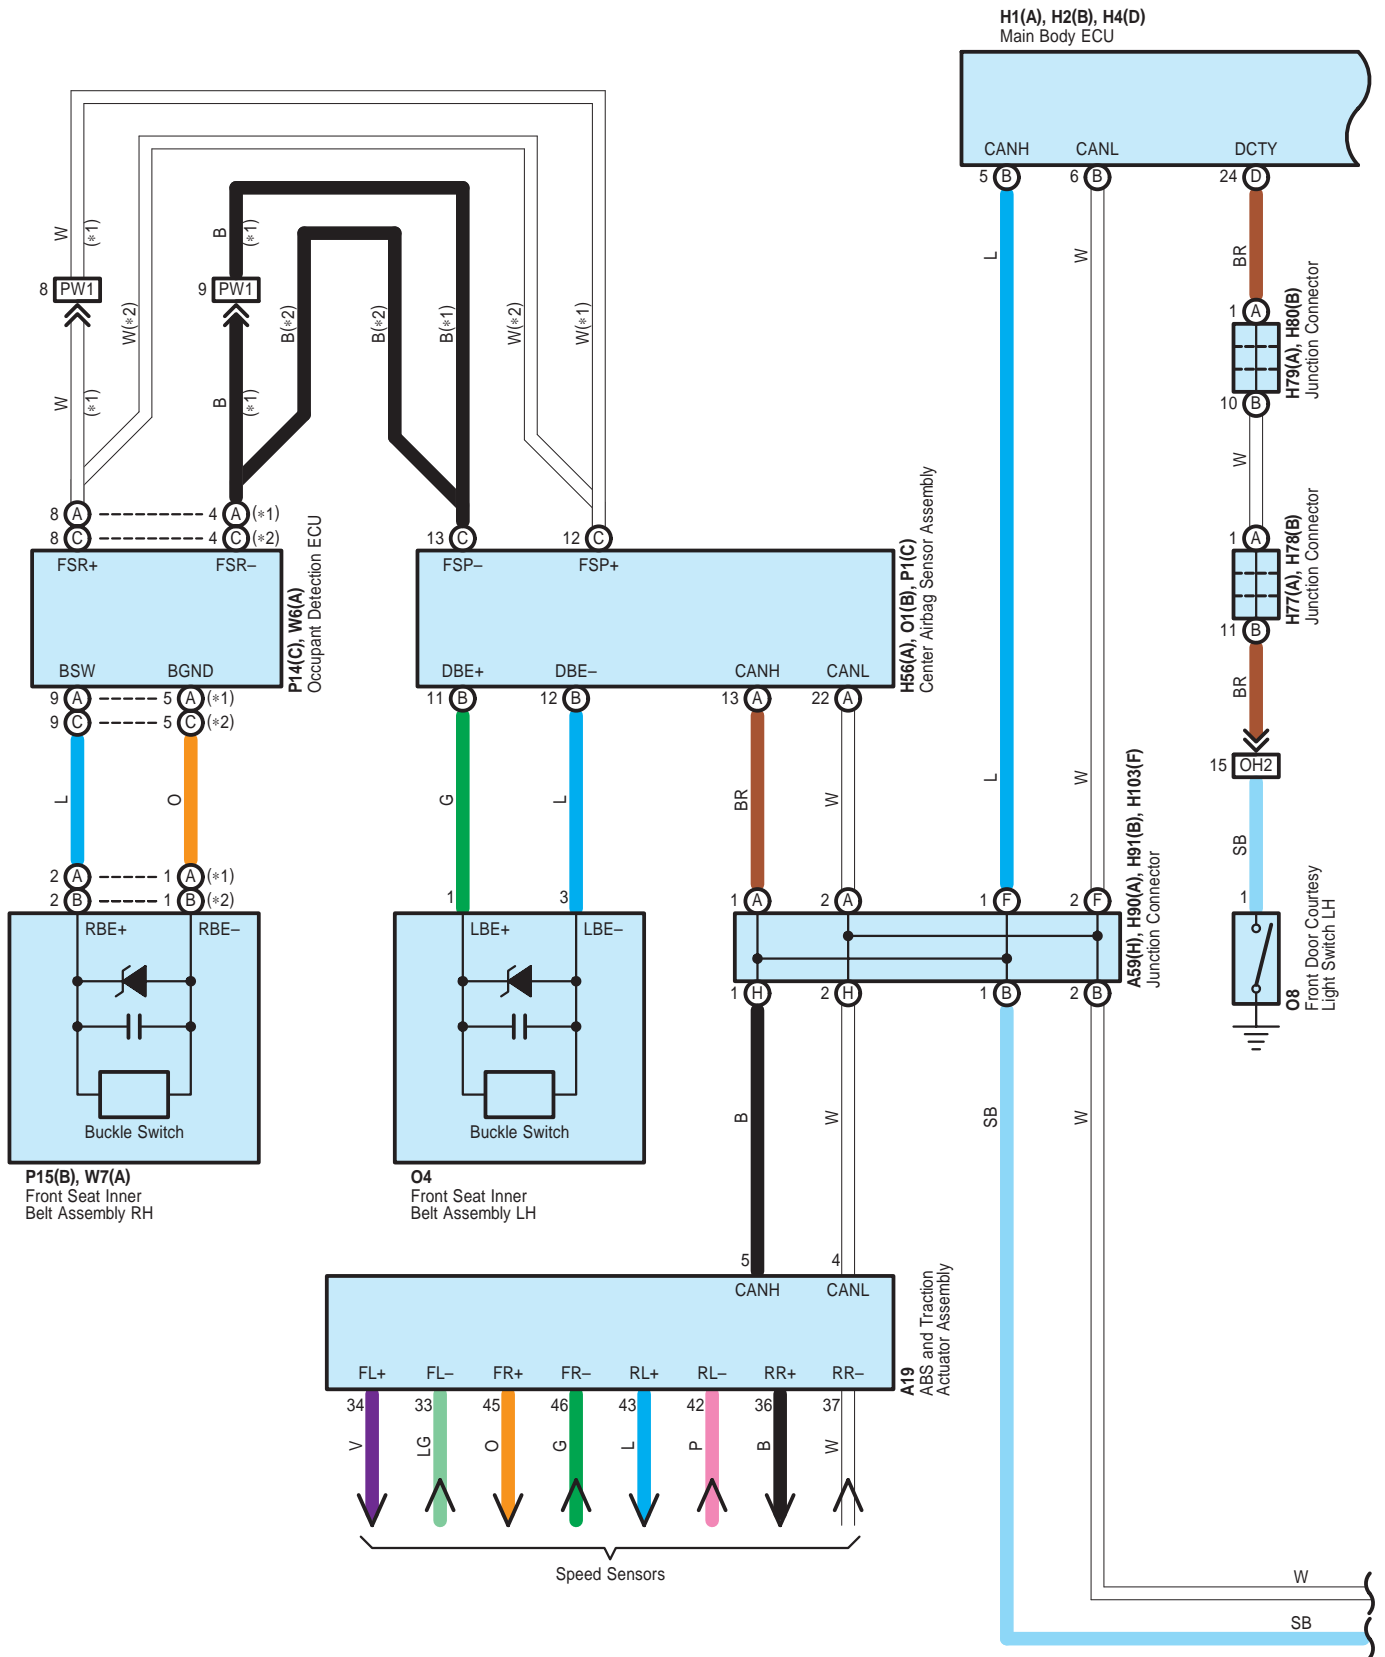 H1(A), H2(B), H4(D)
Main Body ECU
CANH CANL DCTY
5 B 6 B 24 D
W (*1) B (*1)
L W BR
8 PW1 9 PW1
W(*2) B(*2) B(*2) B(*1) W(*2) W(*1)
1 A
H79(A), H80(B)
Junction Connector
10 B
W (*1) B (*1)
W
8 A 4 A (*1)
8 C 4 C (*2)
13 C 12 C
1 A
FSR+ FSR–
P14(C), W6(A)
Occupant Detection ECU
BSW BGND
FSP– FSP+
H56(A), O1(B), P1(C)
Center Airbag Sensor Assembly
DBE+ DBE– CANH CANL
H77(A), H78(B)
Junction Connector
11 B
9 A 5 A (*1)
9 C 5 C (*2)
11 B 12 B 13 A 22 A
BR
15 OH2
L O G L BR W L W
SB
2 A 1 A (*1)
2 B 1 B (*2)
1 3
1 A 2 A 1 F 2 F
1
RBE+ RBE–
Buckle Switch
P15(B), W7(A)
Front Seat Inner
Belt Assembly RH
LBE+ LBE–
Buckle Switch
O4
Front Seat Inner
Belt Assembly LH
A59(H), H90(A), H91(B), H103(F)
Junction Connector
1 H 2 H 1 B 2 B
O8
Front Door Courtesy
Light Switch LH
B W SB W
5 4
CANH CANL
A19
ABS and Traction
Actuator Assembly
FL+ FL– FR+ FR– RL+ RL– RR+ RR–
34 33 45 46 43 42 36 37
V LG O G L P B W
Speed Sensors
W
SB